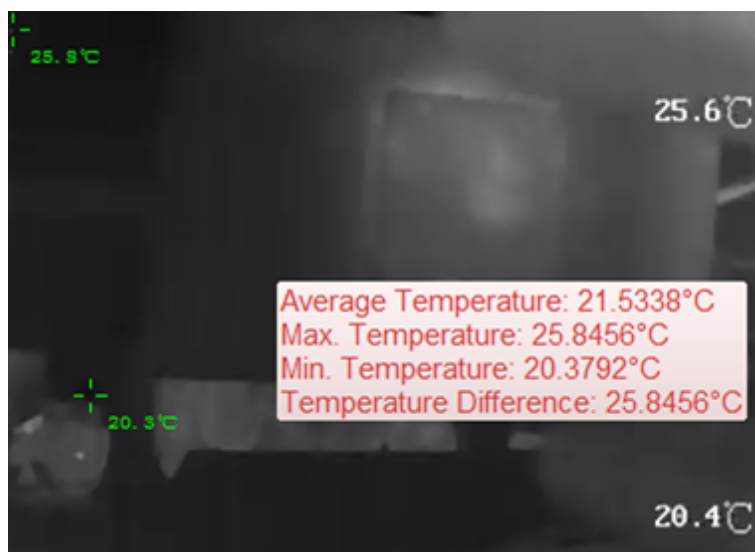 25.8℃
25.6℃
Average Temperature: 21.5338°C
Max. Temperature: 25.8456°C
Min. Temperature: 20.3792°C
Temperature Difference: 25.8456°C
20.3℃
20.4℃